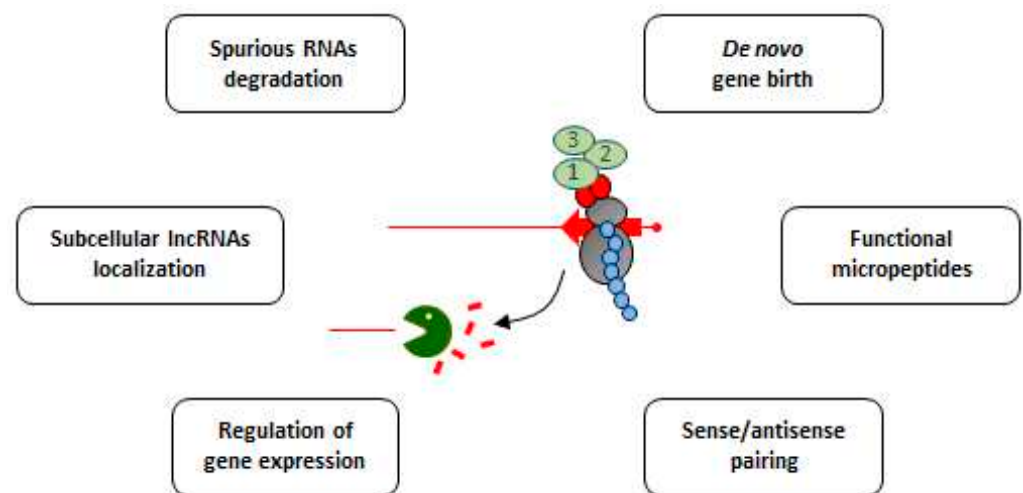 Spurious RNAs
degradation
De novo
gene birth
3
2
1
Subcellular lncRNAs
localization
Functional
micropeptides
Regulation of
gene expression
Sense/antisense
pairing